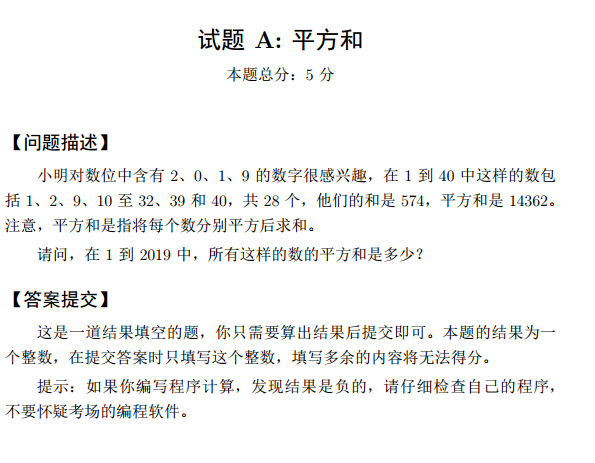 试题 A: 平方和
本题总分：5 分
【问题描述】
小明对数位中含有 2、0、1、9 的数字很感兴趣，在 1 到 40 中这样的数包
括 1、2、9、10 至 32、39 和 40，共 28 个，他们的和是 574，平方和是 14362。
注意，平方和是指将每个数分别平方后求和。
请问，在 1 到 2019 中，所有这样的数的平方和是多少？
【答案提交】
这是一道结果填空的题，你只需要算出结果后提交即可。本题的结果为一
个整数，在提交答案时只填写这个整数，填写多余的内容将无法得分。
提示：如果你编写程序计算，发现结果是负的，请仔细检查自己的程序，
不要怀疑考场的编程软件。